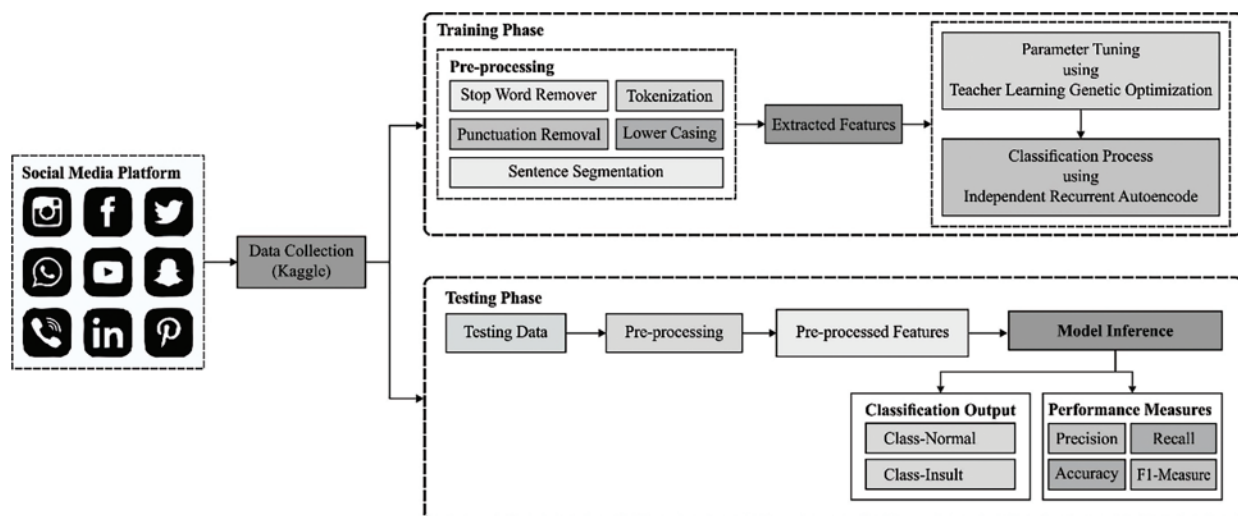 Training Phase
Pre-processing
Stop Word Remover
Tokenization
Punctuation Removal
Lower Casing
Sentence Segmentation
Extracted Features
Parameter Tuning
using
Teacher Learning Genetic Optimization
Classification Process
using
Independent Recurrent Autoencode
Social Media Platform
Data Collection
(Kaggle)
Testing Phase
Testing Data
Pre-processing
Pre-processed Features
Model Inference
Classification Output
Class-Normal
Class-Insult
Performance Measures
Precision
Recall
Accuracy
F1-Measure